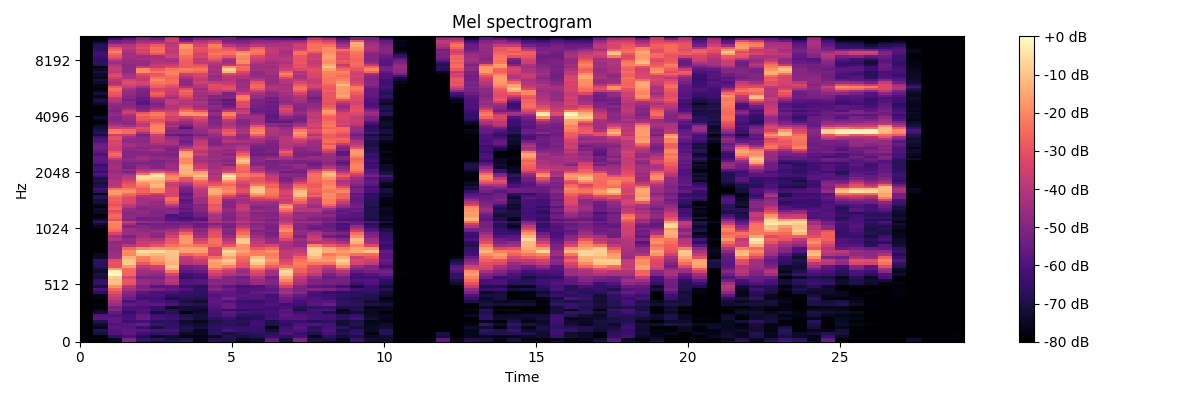 Mel spectrogram
8192
4096
2048
1024
512
0
Hz
0 5 10 15 20 25
Time
+0 dB
-10 dB
-20 dB
-30 dB
-40 dB
-50 dB
-60 dB
-70 dB
-80 dB